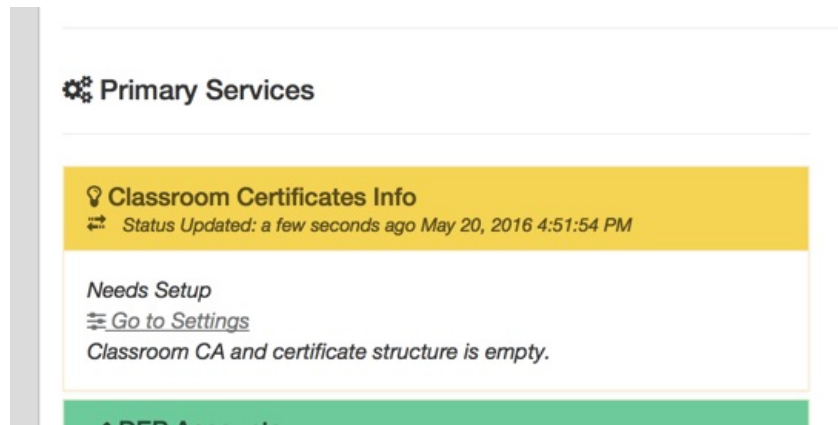 Primary Services
Classroom Certificates Info
Status Updated: a few seconds ago May 20, 2016 4:51:54 PM
Needs Setup
Go to Settings
Classroom CA and certificate structure is empty.